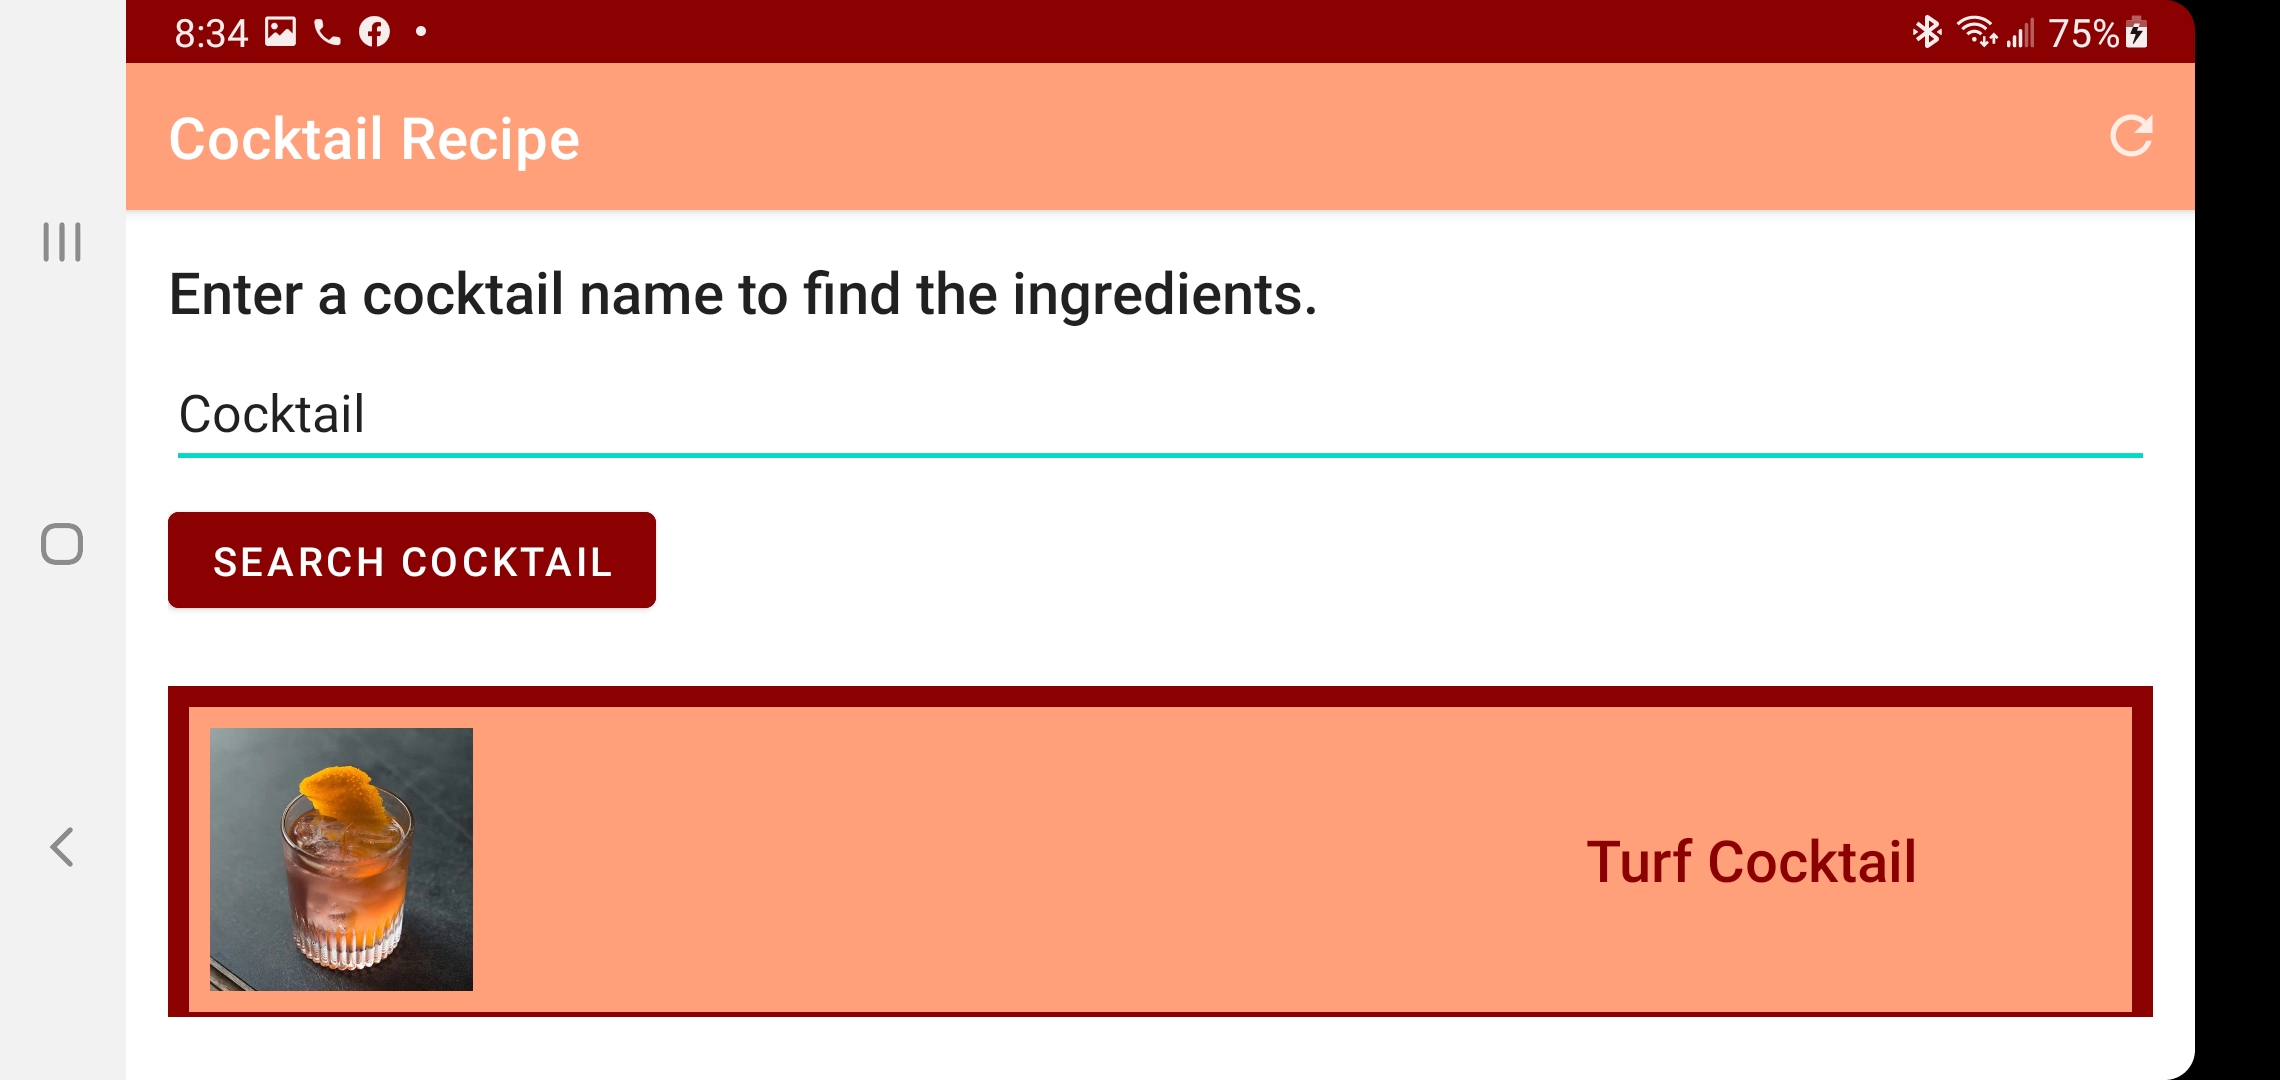 8:34 75%
Cocktail Recipe
Enter a cocktail name to find the ingredients.
Cocktail
SEARCH COCKTAIL
Turf Cocktail